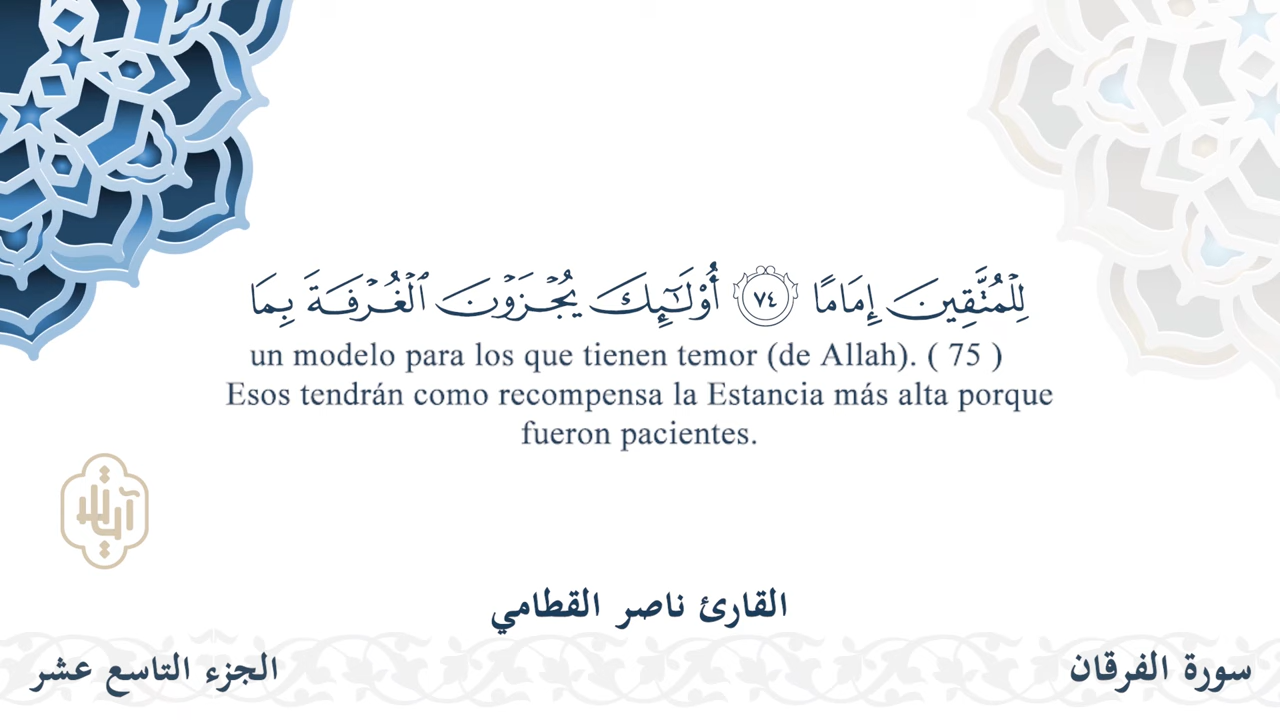 لِلْمُتَّقِينَ إِمَامًا ٧٤ أُوْلَـٰٓئِكَ يُجْزَوْنَ ٱلْغُرْفَةَ بِمَا
un modelo para los que tienen temor (de Allah). ( 75 )
Esos tendrán como recompensa la Estancia más alta porque
fueron pacientes.
آيات
القارئ ناصر القطامي
سورة الفرقان
الجزء التاسع عشر